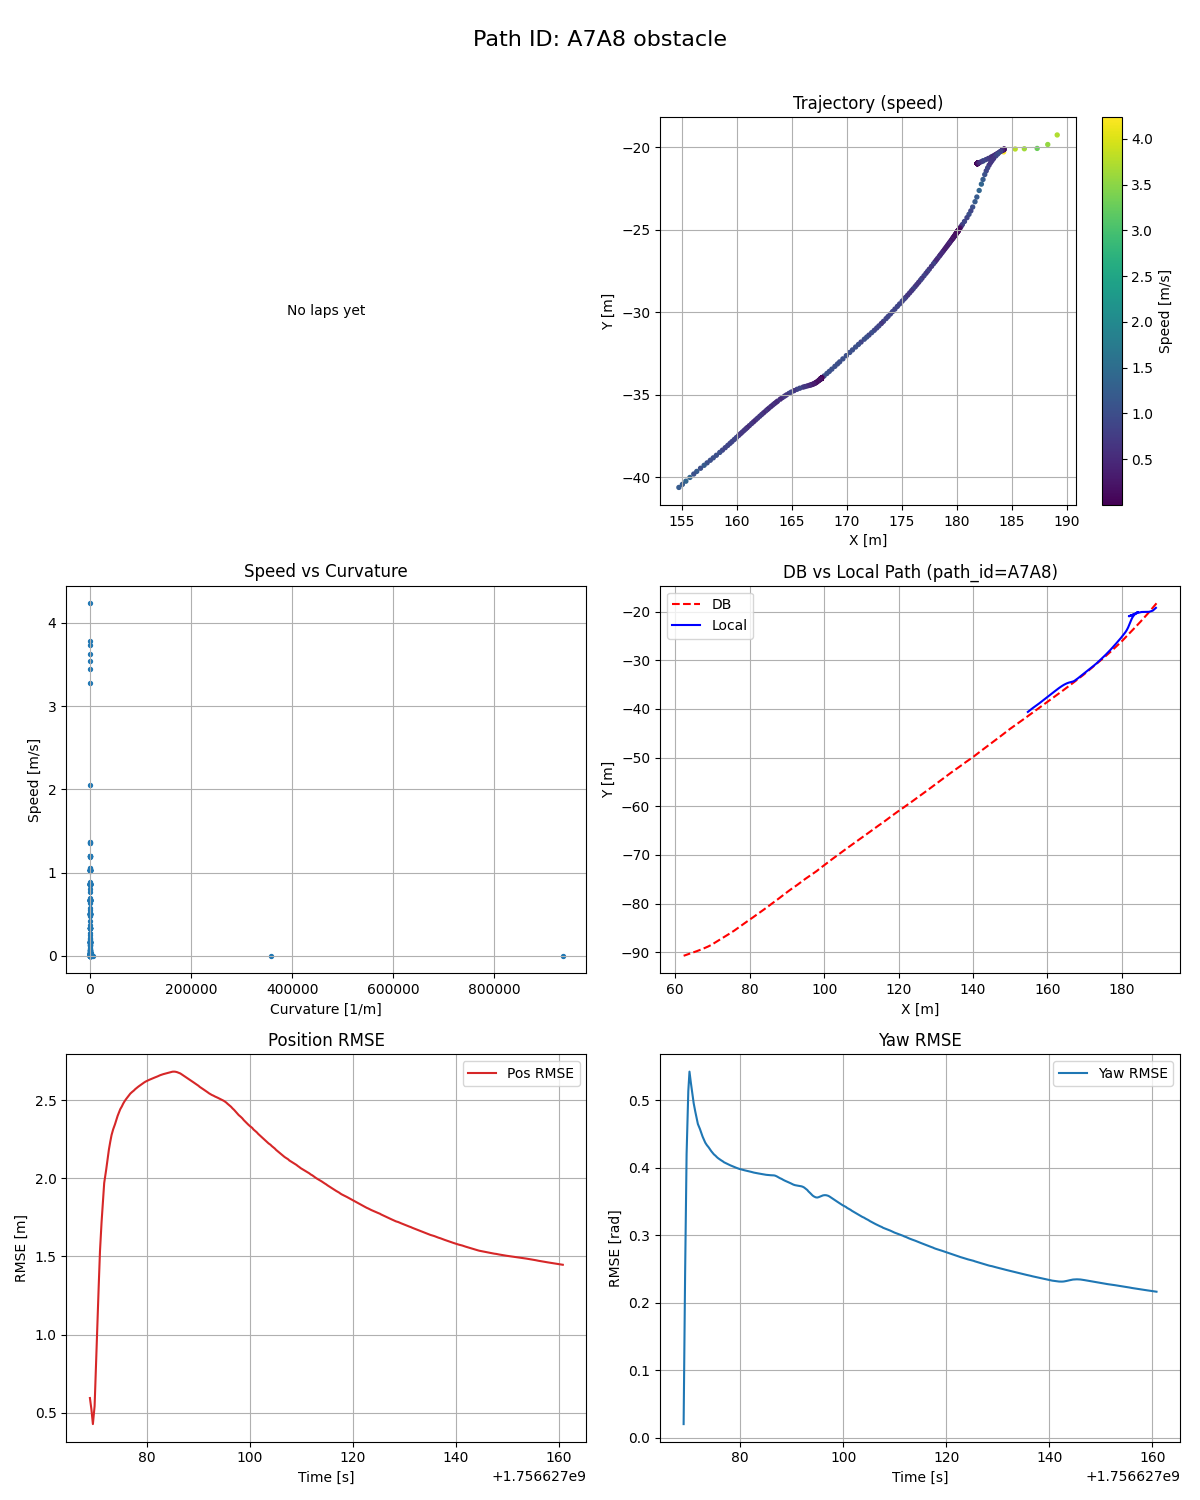 Path ID: A7A8 obstacle
No laps yet
Trajectory (speed)
−20
−25
−30
−35
−40
Y [m]
155 160 165 170 175 180 185 190
X [m]
4.0
3.5
3.0
2.5
2.0
1.5
1.0
0.5
Speed [m/s]
Speed vs Curvature
4
3
2
1
0
Speed [m/s]
0 200000 400000 600000 800000
Curvature [1/m]
DB vs Local Path (path_id=A7A8)
DB
Local
−20
−30
−40
−50
−60
−70
−80
−90
Y [m]
60 80 100 120 140 160 180
X [m]
Position RMSE
Pos RMSE
2.5
2.0
1.5
1.0
0.5
RMSE [m]
80 100 120 140 160
Time [s]
+1.756627e9
Yaw RMSE
Yaw RMSE
0.5
0.4
0.3
0.2
0.1
0.0
RMSE [rad]
80 100 120 140 160
Time [s]
+1.756627e9